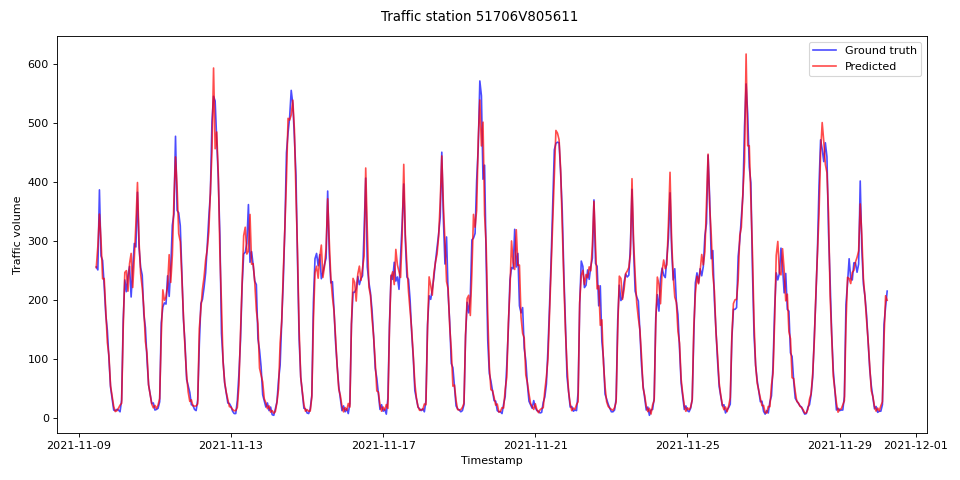 Traffic station 51706V805611
Ground truth
Predicted
Traffic volume
600
500
400
300
200
100
0
2021-11-09
2021-11-13
2021-11-17
2021-11-21
2021-11-25
2021-11-29
2021-12-01
Timestamp